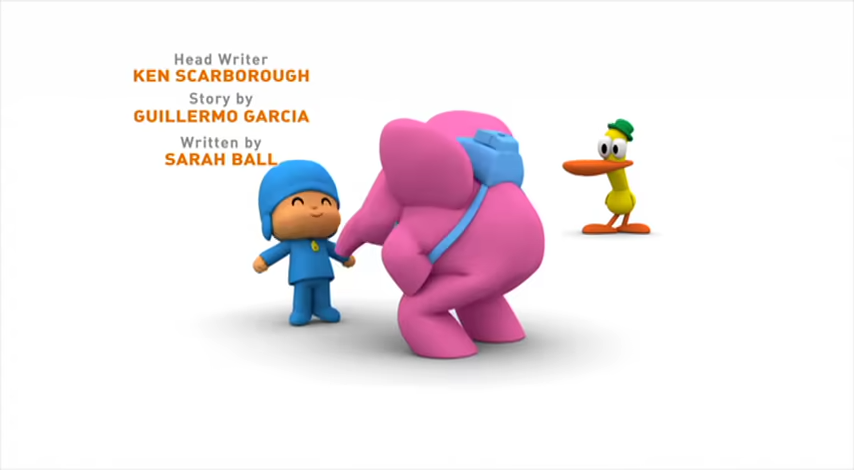 Head Writer
KEN SCARBOROUGH
Story by
GUILLERMO GARCIA
Written by
SARAH BALL